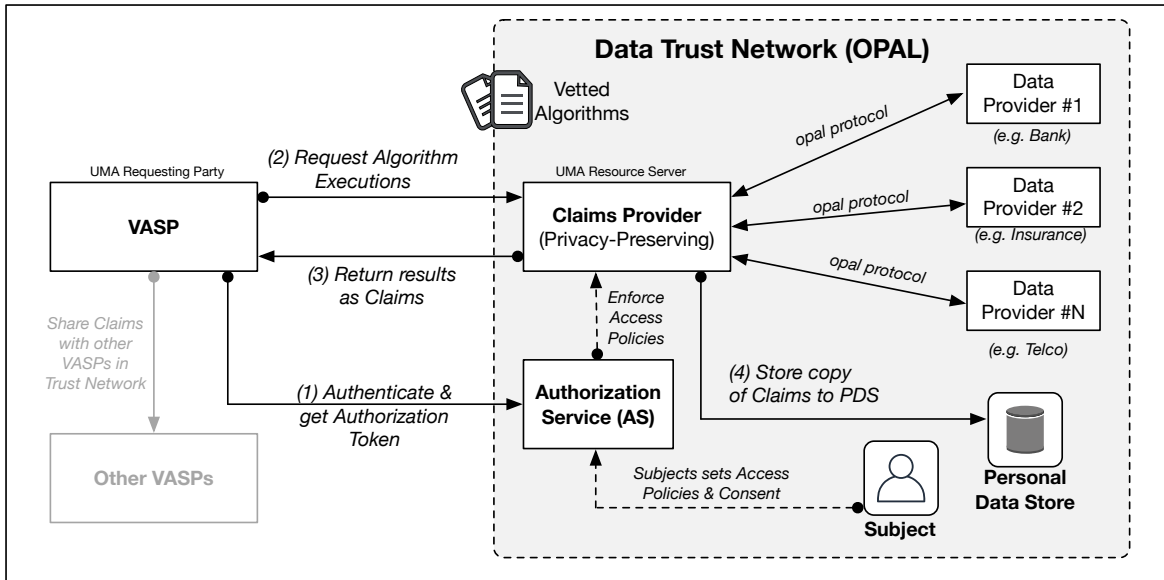 Data Trust Network (OPAL)
Vetted
Algorithms
Data
Provider #1
(e.g. Bank)
opal protocol
(2) Request Algorithm
Executions
UMA Requesting Party
VASP
UMA Resource Server
Claims Provider
(Privacy-Preserving)
opal protocol
Data
Provider #2
(e.g. Insurance)
(3) Return results
as Claims
opal protocol
Data
Provider #N
(e.g. Telco)
Enforce
Access
Policies
Share Claims
with other
VASPs in
Trust Network
(1) Authenticate &
get Authorization
Token
Authorization
Service (AS)
(4) Store copy
of Claims to PDS
Other VASPs
Subjects sets Access
Policies & Consent
Subject
Personal
Data Store